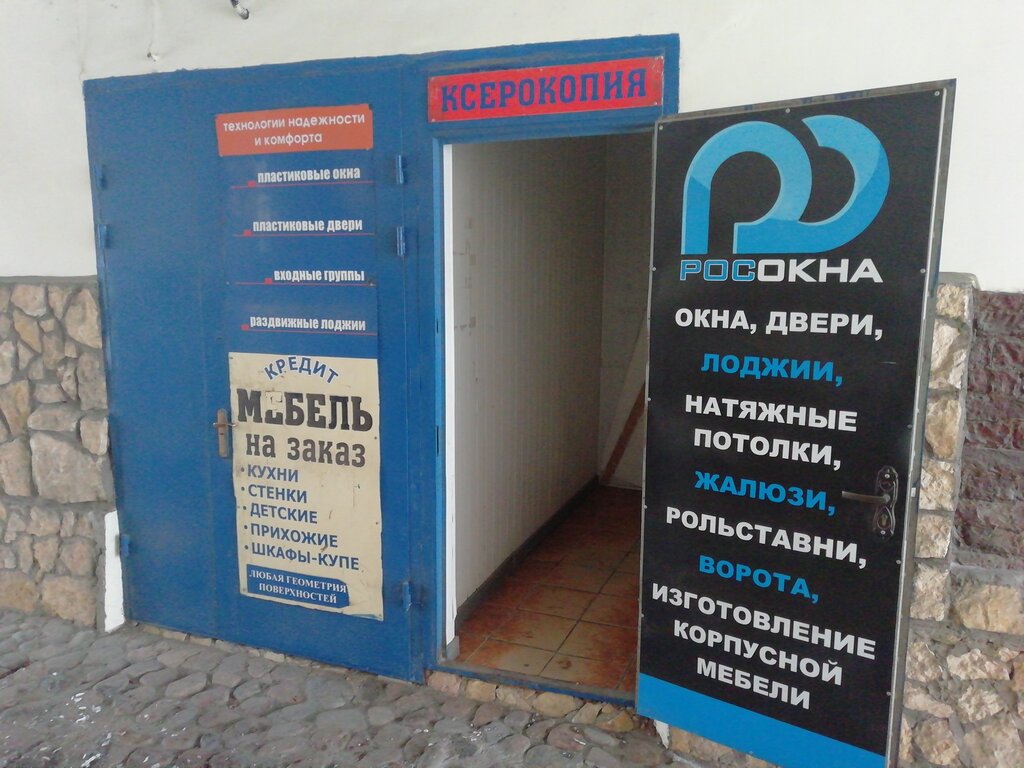 КСЕРОКОПИЯ
технологии надежности
и комфорта
пластиковые окна
пластиковые двери
входные группы
раздвижные лоджии
КРЕДИТ
МЕБЕЛЬ
на заказ
• КУХНИ
• СТЕНКИ
• ДЕТСКИЕ
• ПРИХОЖИЕ
• ШКАФЫ-КУПЕ
ЛЮБАЯ ГЕОМЕТРИЯ
ПОВЕРХНОСТЕЙ
РО
РОСОКНА
ОКНА, ДВЕРИ,
ЛОДЖИИ,
НАТЯЖНЫЕ
ПОТОЛКИ,
ЖАЛЮЗИ,
РОЛЬСТАВНИ,
ВОРОТА,
ИЗГОТОВЛЕНИЕ
КОРПУСНОЙ
МЕБЕЛИ